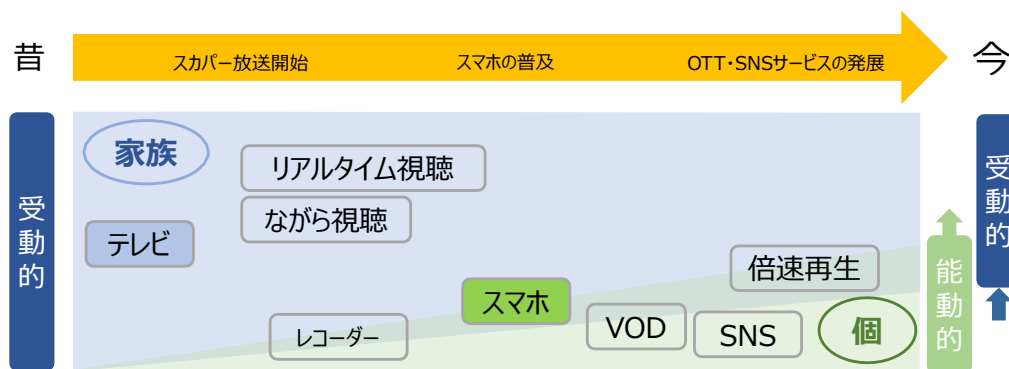 昔
スカパー放送開始
スマホの普及
OTT・SNSサービスの発展
今
受動的
家族
リアルタイム視聴
ながら視聴
テレビ
レコーダー
スマホ
VOD
SNS
倍速再生
個
能動的
受動的